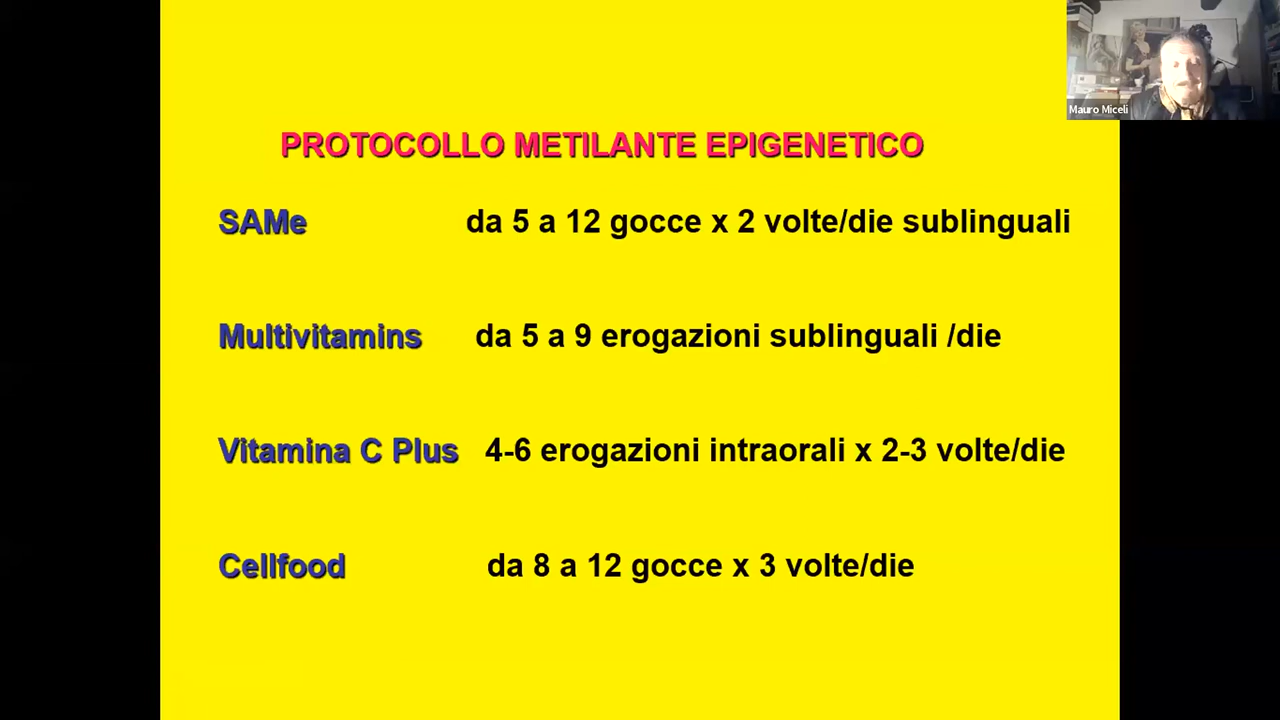 Mauro Miceli
PROTOCOLLO METILANTE EPIGENETICO
SAMe da 5 a 12 gocce x 2 volte/die sublinguali
Multivitamins da 5 a 9 erogazioni sublinguali /die
Vitamina C Plus 4-6 erogazioni intraorali x 2-3 volte/die
Cellfood da 8 a 12 gocce x 3 volte/die